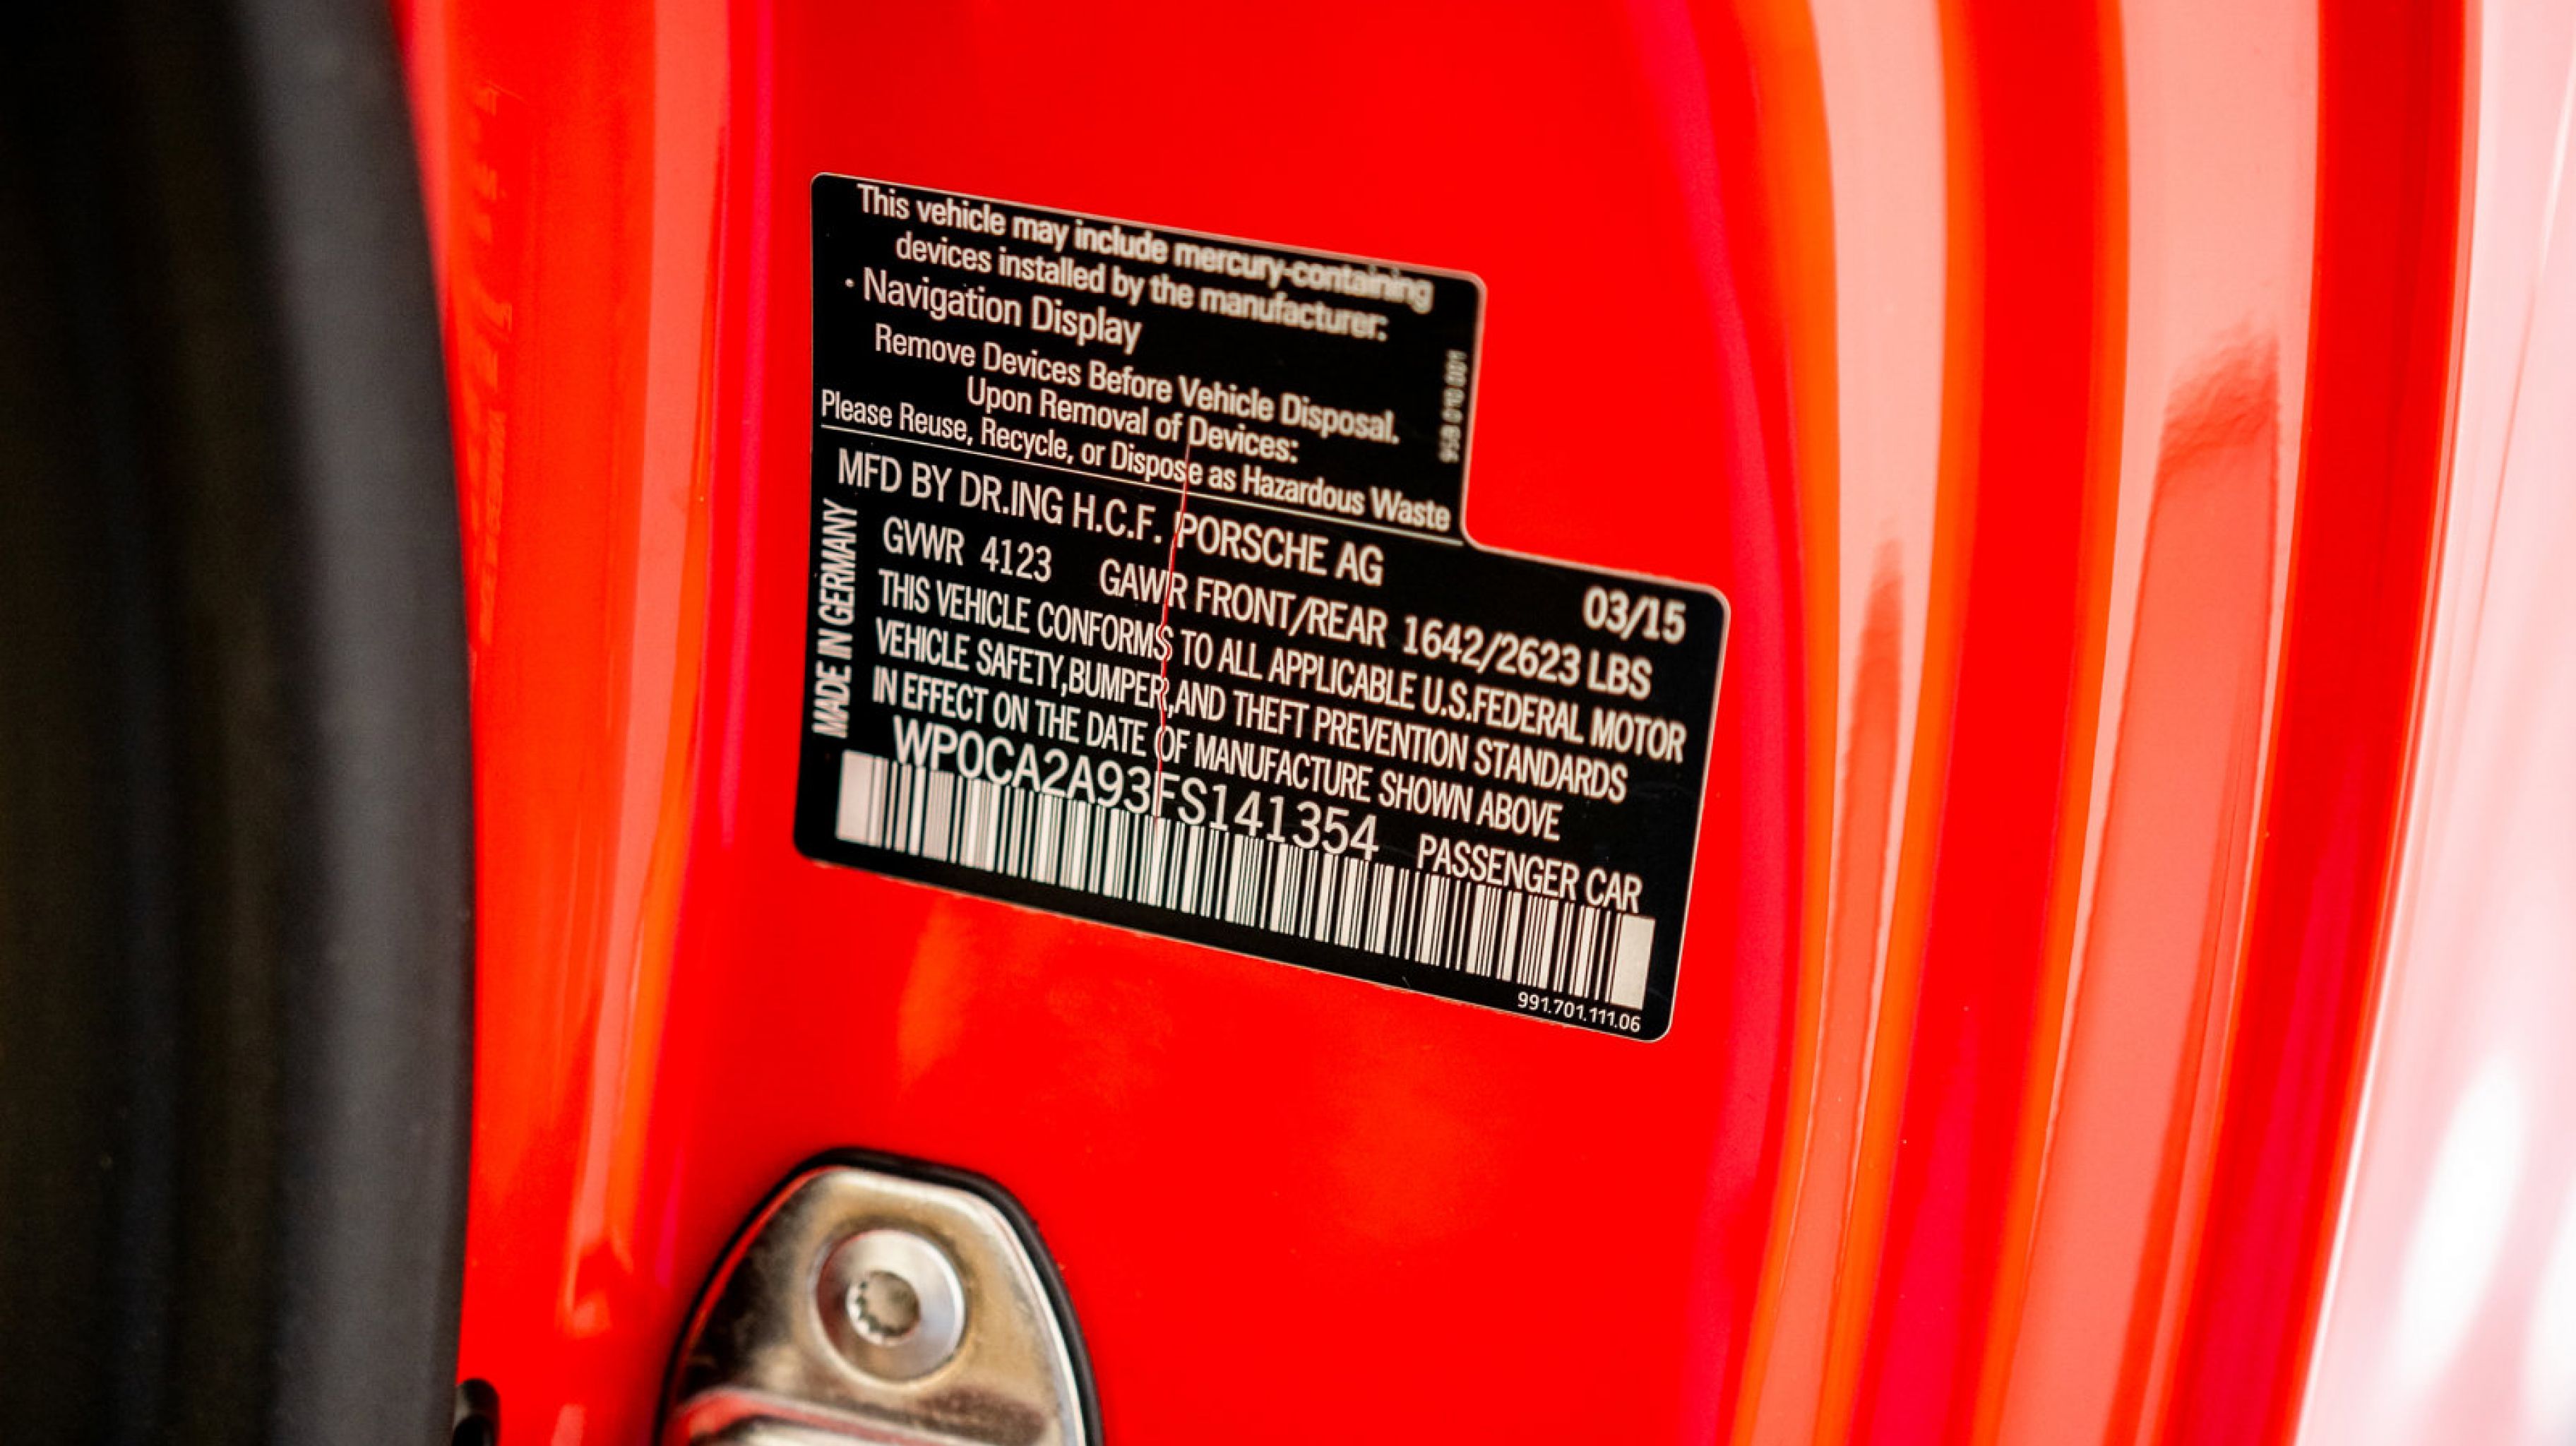 This vehicle may include mercury-containing
devices installed by the manufacturer:
· Navigation Display
Remove Devices Before Vehicle Disposal.
Upon Removal of Devices:
Please Reuse, Recycle, or Dispose as Hazardous Waste
95B 010 001
MFD BY DR.ING H.C.F. PORSCHE AG
03/15
GVWR 4123 GAWR FRONT/REAR 1642/2623 LBS
THIS VEHICLE CONFORMS TO ALL APPLICABLE U.S.FEDERAL MOTOR
VEHICLE SAFETY,BUMPER,AND THEFT PREVENTION STANDARDS
IN EFFECT ON THE DATE OF MANUFACTURE SHOWN ABOVE
WP0CA2A93FS141354 PASSENGER CAR
MADE IN GERMANY
991.701.111.06